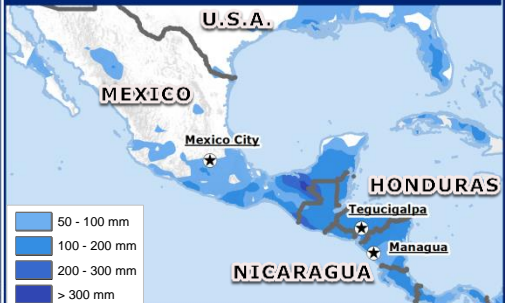 U.S.A.
MEXICO
Mexico City
HONDURAS
Tegucigalpa
Managua
NICARAGUA
50 - 100 mm
100 - 200 mm
200 - 300 mm
> 300 mm